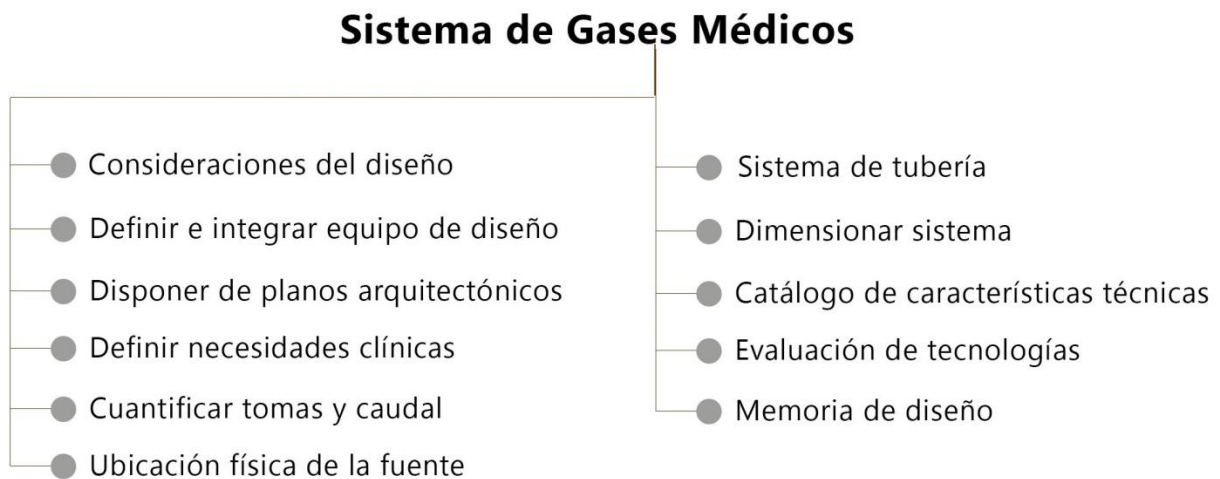 Sistema de Gases Médicos
Consideraciones del diseño
Definir e integrar equipo de diseño
Disponer de planos arquitectónicos
Definir necesidades clínicas
Cuantificar tomas y caudal
Ubicación física de la fuente
Sistema de tubería
Dimensionar sistema
Catálogo de características técnicas
Evaluación de tecnologías
Memoria de diseño